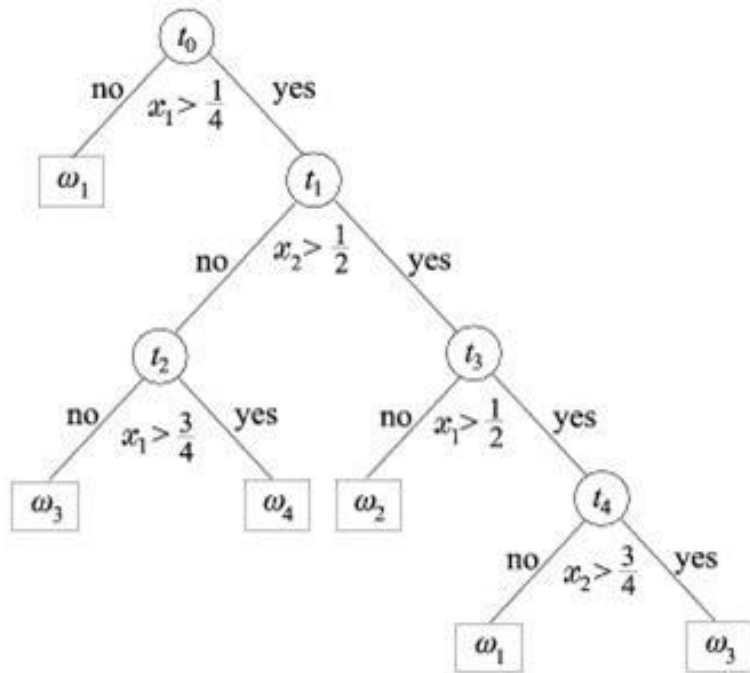 t₀
no x₁ > 1/4 yes
ω₁ t₁
no x₂ > 1/2 yes
t₂ t₃
no x₁ > 3/4 yes no x₁ > 1/2 yes
ω₃ ω₄ ω₂ t₄
no x₂ > 3/4 yes
ω₁ ω₃